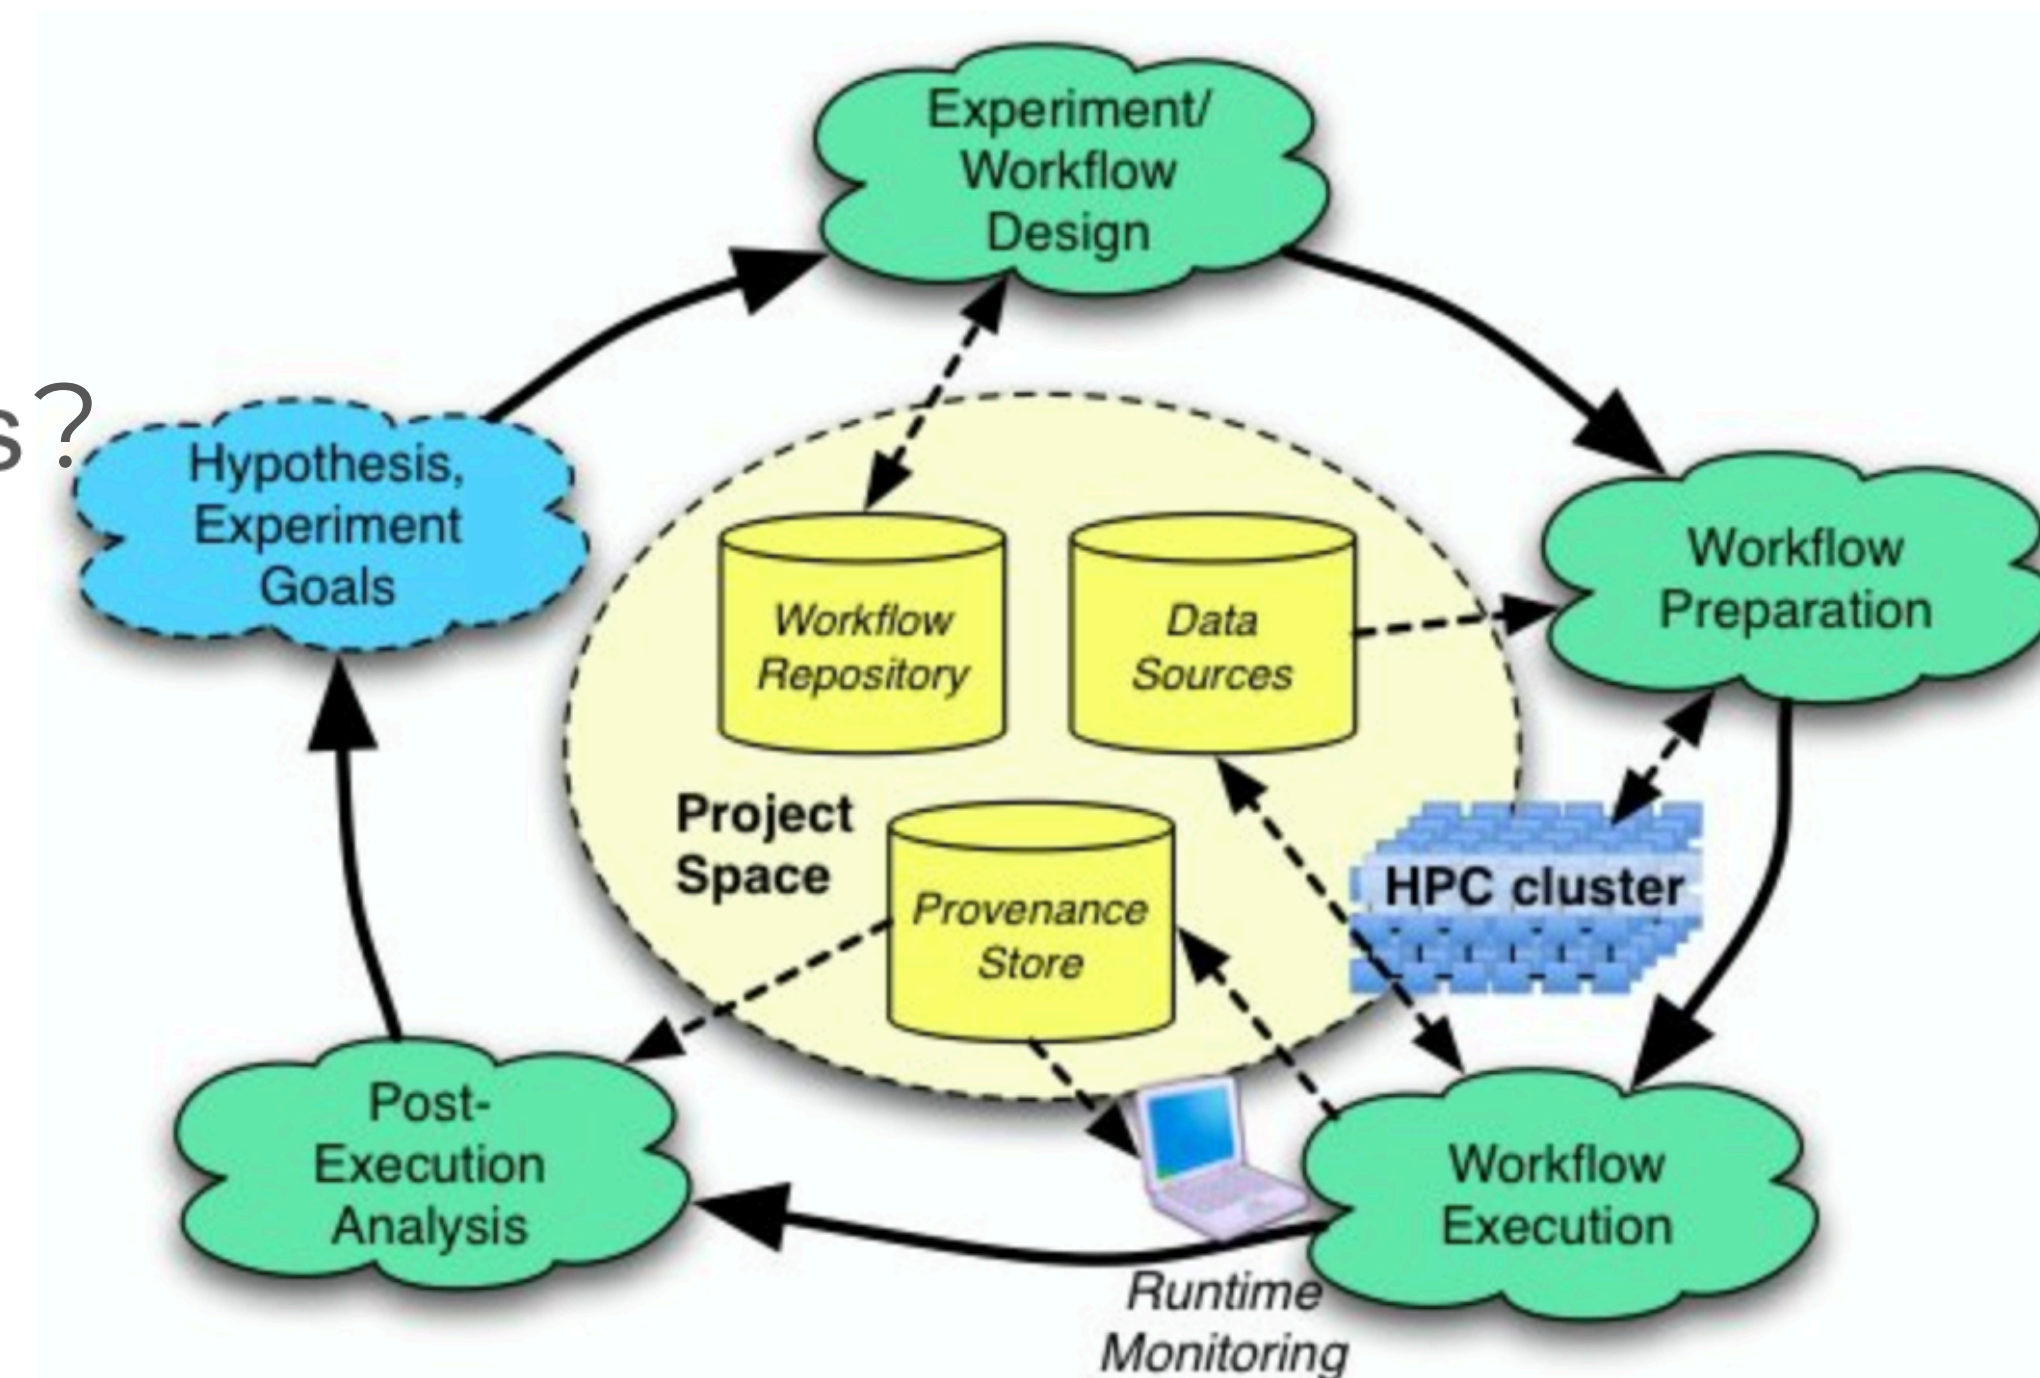 Experiment/
Workflow
Design
s?
Hypothesis,
Experiment
Goals
Workflow
Preparation
Workflow
Repository
Data
Sources
Project
Space
HPC cluster
Provenance
Store
Post-
Execution
Analysis
Workflow
Execution
Runtime
Monitoring